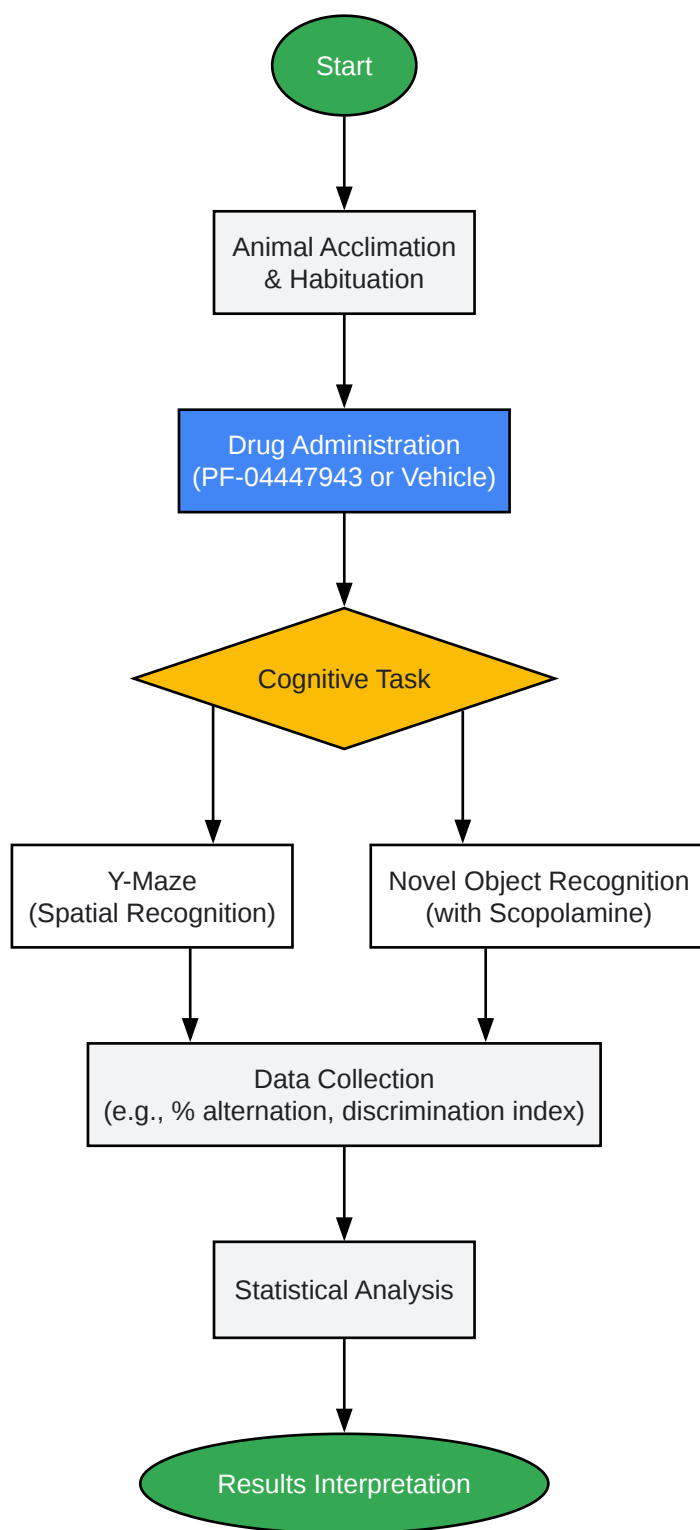 Start
Animal Acclimation
& Habituation
Drug Administration
(PF-04447943 or Vehicle)
Cognitive Task
Y-Maze
(Spatial Recognition)
Novel Object Recognition
(with Scopolamine)
Data Collection
(e.g., % alternation, discrimination index)
Statistical Analysis
Results Interpretation